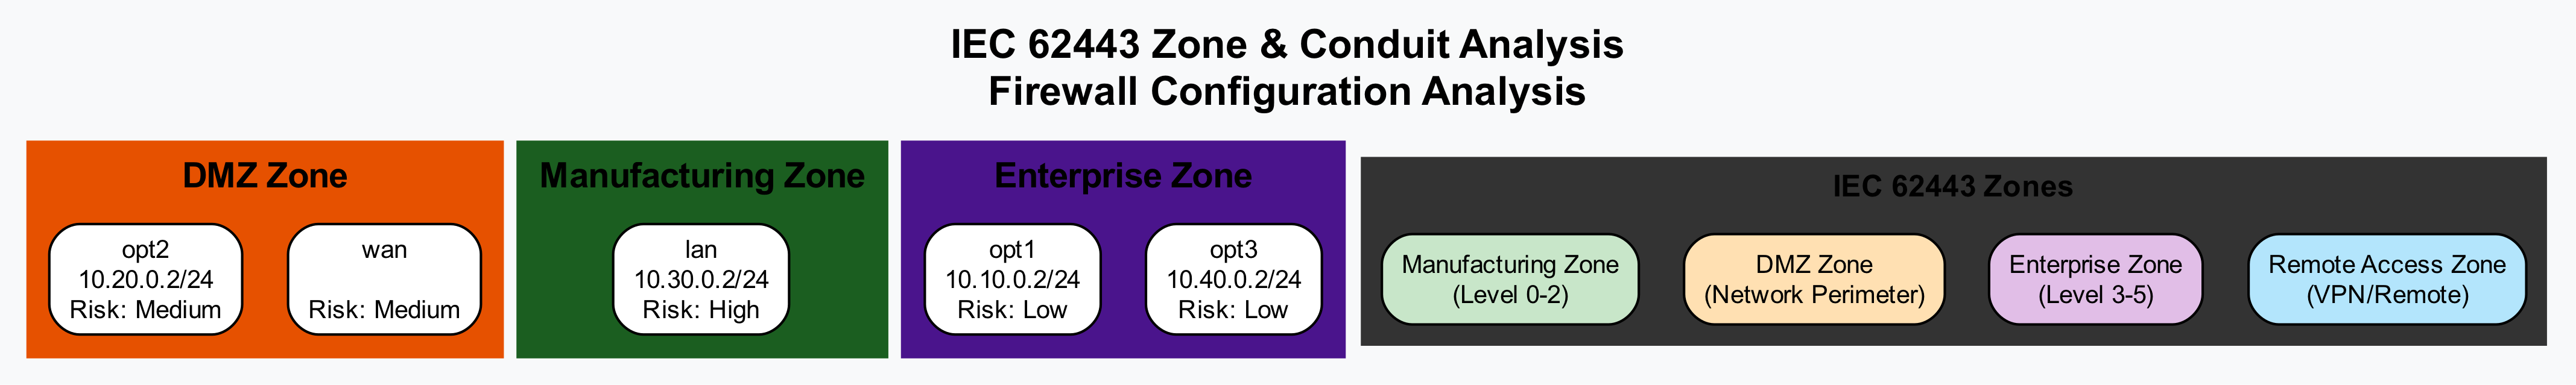 IEC 62443 Zone & Conduit Analysis
Firewall Configuration Analysis
DMZ Zone
opt2
10.20.0.2/24
Risk: Medium
wan
Risk: Medium
Manufacturing Zone
lan
10.30.0.2/24
Risk: High
Enterprise Zone
opt1
10.10.0.2/24
Risk: Low
opt3
10.40.0.2/24
Risk: Low
IEC 62443 Zones
Manufacturing Zone
(Level 0-2)
DMZ Zone
(Network Perimeter)
Enterprise Zone
(Level 3-5)
Remote Access Zone
(VPN/Remote)